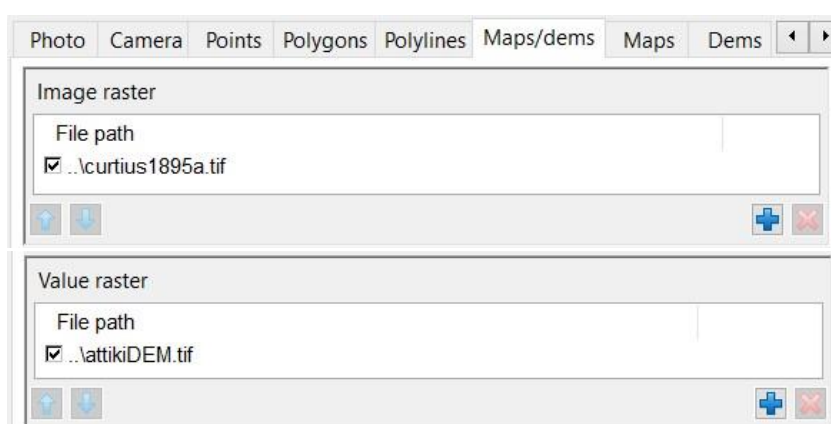 Photo Camera Points Polygons Polylines Maps/dems Maps Dems
Image raster
File path
..\curtius1895a.tif
Value raster
File path
..\attikiDEM.tif